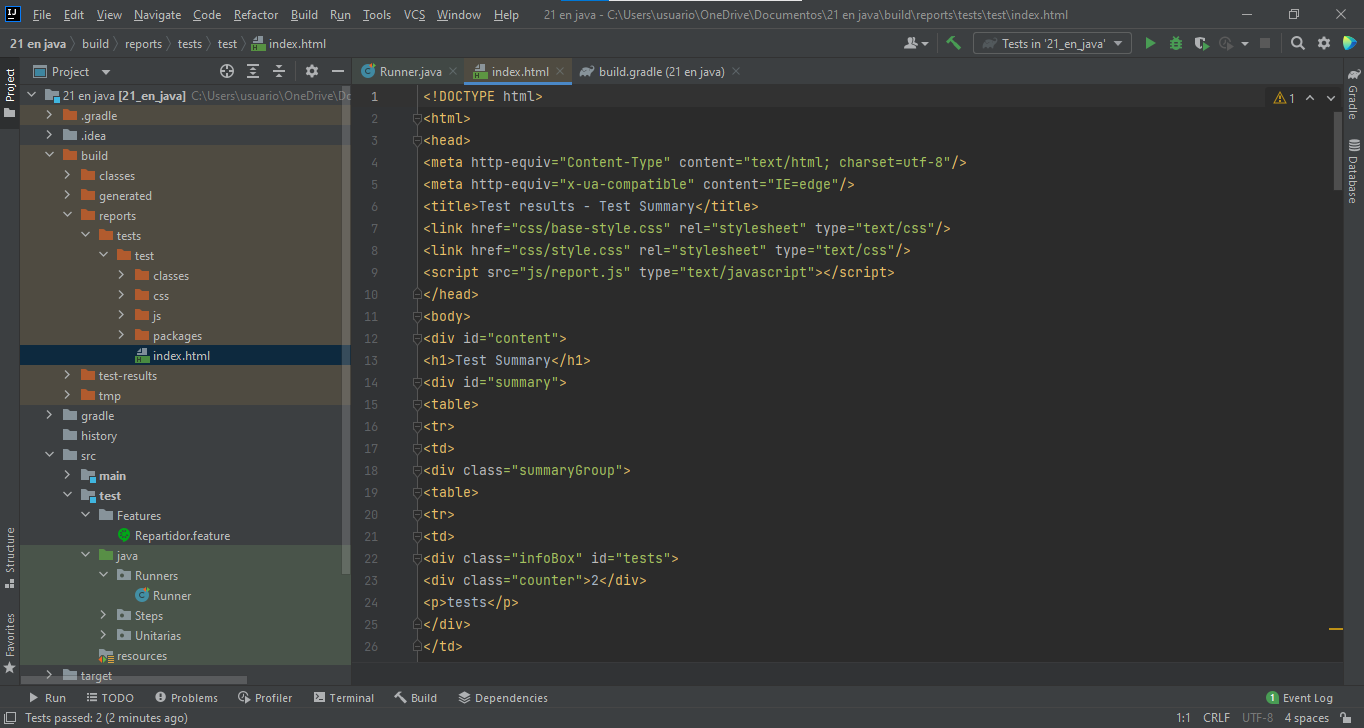 File Edit View Navigate Code Refactor Analyze Build Run Tools VCS Window Help 21 en java - C:\Users\usuario\OneDrive\Documentos\21 en java\build\reports\tests\test\index.html
21 en java build reports tests test index.html Tests in '21_en_java'
Project
Project
Runner.java index.html build.gradle (21 en java)
21 en java [21_en_java] C:\Users\usuario\OneDrive\Do
.gradle
.idea
build
classes
generated
reports
tests
test
classes
css
js
packages
index.html
test-results
tmp
gradle
history
src
main
test
Features
Repartidor.feature
java
Runners
Runner
Steps
Unitarias
resources
target
Structure
Favorites
1 <!DOCTYPE html>
2 <html>
3 <head>
4 <meta http-equiv="Content-Type" content="text/html; charset=utf-8"/>
5 <meta http-equiv="x-ua-compatible" content="IE=edge"/>
6 <title>Test results - Test Summary</title>
7 <link href="css/base-style.css" rel="stylesheet" type="text/css"/>
8 <link href="css/style.css" rel="stylesheet" type="text/css"/>
9 <script src="js/report.js" type="text/javascript"></script>
10 </head>
11 <body>
12 <div id="content">
13 <h1>Test Summary</h1>
14 <div id="summary">
15 <table>
16 <tr>
17 <td>
18 <div class="summaryGroup">
19 <table>
20 <tr>
21 <td>
22 <div class="infoBox" id="tests">
23 <div class="counter">2</div>
24 <p>tests</p>
25 </div>
26 </td>
1
Gradle
Database
Run TODO Problems Profiler Terminal Build Dependencies 1 Event Log
Tests passed: 2 (2 minutes ago) 1:1 CRLF UTF-8 4 spaces